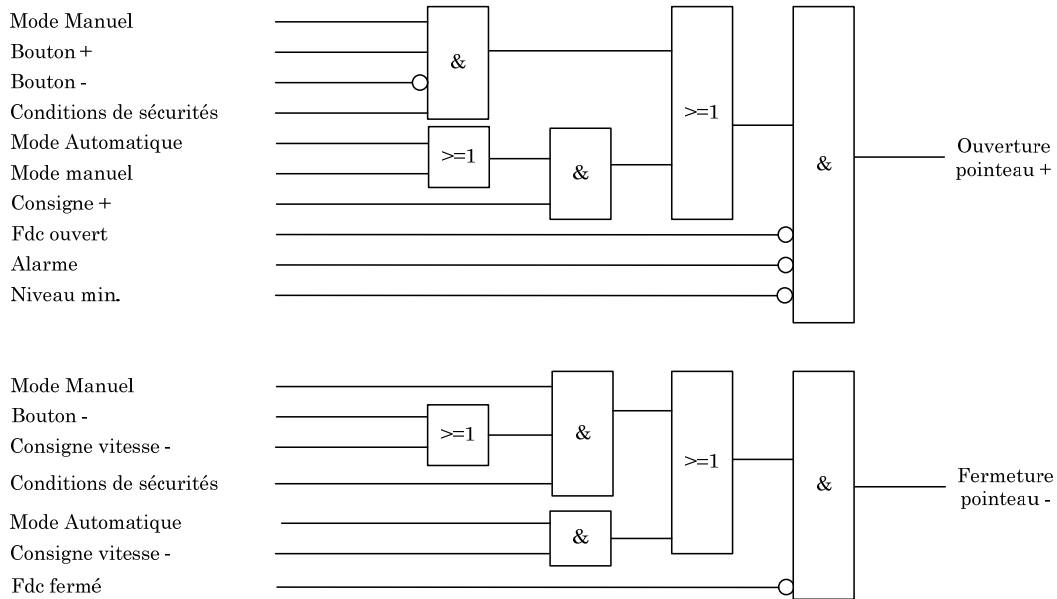 Mode Manuel
Bouton +
Bouton -
Conditions de sécurités
Mode Automatique
Mode manuel
Consigne +
Fdc ouvert
Alarme
Niveau min.
&
>=1
&
>=1
&
Ouverture
pointeau +
Mode Manuel
Bouton -
Consigne vitesse -
Conditions de sécurités
Mode Automatique
Consigne vitesse -
Fdc fermé
>=1
&
&
>=1
&
Fermeture
pointeau -